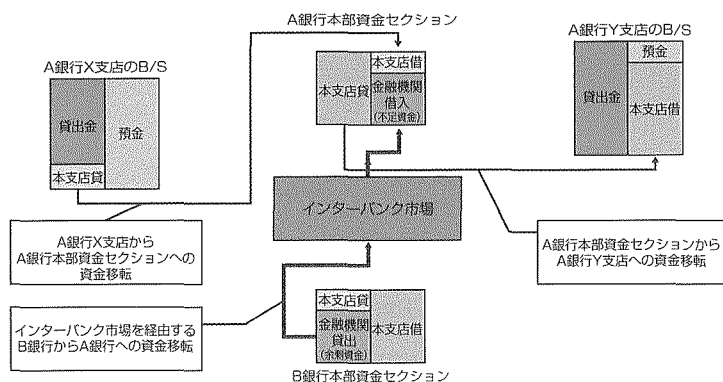 A銀行本部資金セクション
A銀行X支店のB/S
貸出金
預金
本支店貸
本支店貸
本支店借
金融機関
借入
(不足資金)
A銀行Y支店のB/S
貸出金
預金
本支店借
インターバンク市場
A銀行X支店から
A銀行本部資金セクションへの
資金移転
A銀行本部資金セクションから
A銀行Y支店への資金移転
インターバンク市場を経由する
B銀行からA銀行への資金移転
本支店貸
金融機関
貸出
(余剰資金)
本支店借
B銀行本部資金セクション